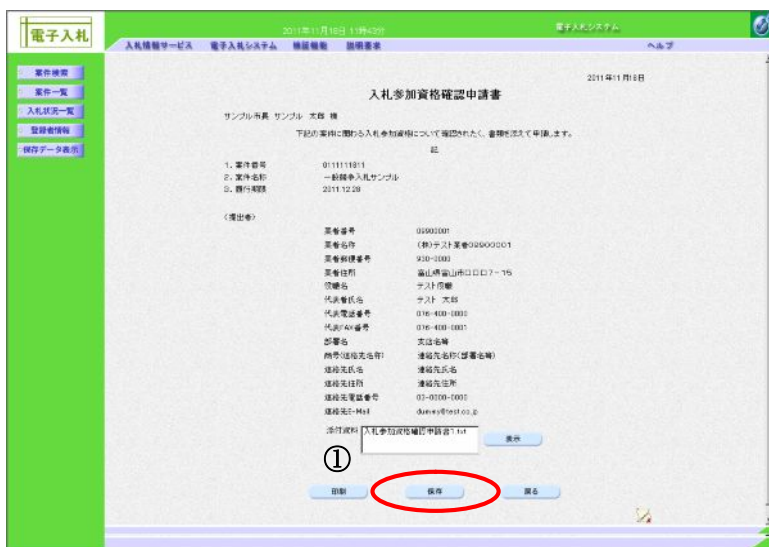 電子入札
2011年11月18日 11時43分
電子入札システム
入札情報サービス 電子入札システム 検証機能 説明要求 ヘルプ
案件検索
案件一覧
入札状況一覧
登録者情報
保存データ表示
2011年11月18日
入札参加資格確認申請書
サンプル市長 サンプル 太郎 様
下記の案件に関わる入札参加資格について確認されたく、書類を添えて申請します。
記
1．案件番号 0111111811
2．案件名称 一般競争入札サンプル
3．履行期限 2011.12.28
（提出者）
業者番号 09900001
業者名称 （株）テスト業者09900001
業者郵便番号 930-0000
業者住所 富山県富山市口口口7－15
役職名 テスト役職
代表者氏名 テスト 太郎
代表電話番号 076-400-0000
代表FAX番号 076-400-0001
部署名 支店名等
商号(連絡先名称) 連絡先名称(部署名等)
連絡先氏名 連絡先氏名
連絡先住所 連絡先住所
連絡先電話番号 03-0000-0000
連絡先E-Mail dummy@test.co.jp
添付資料 入札参加資格確認申請書1.txt 表示
①
印刷 保存 戻る